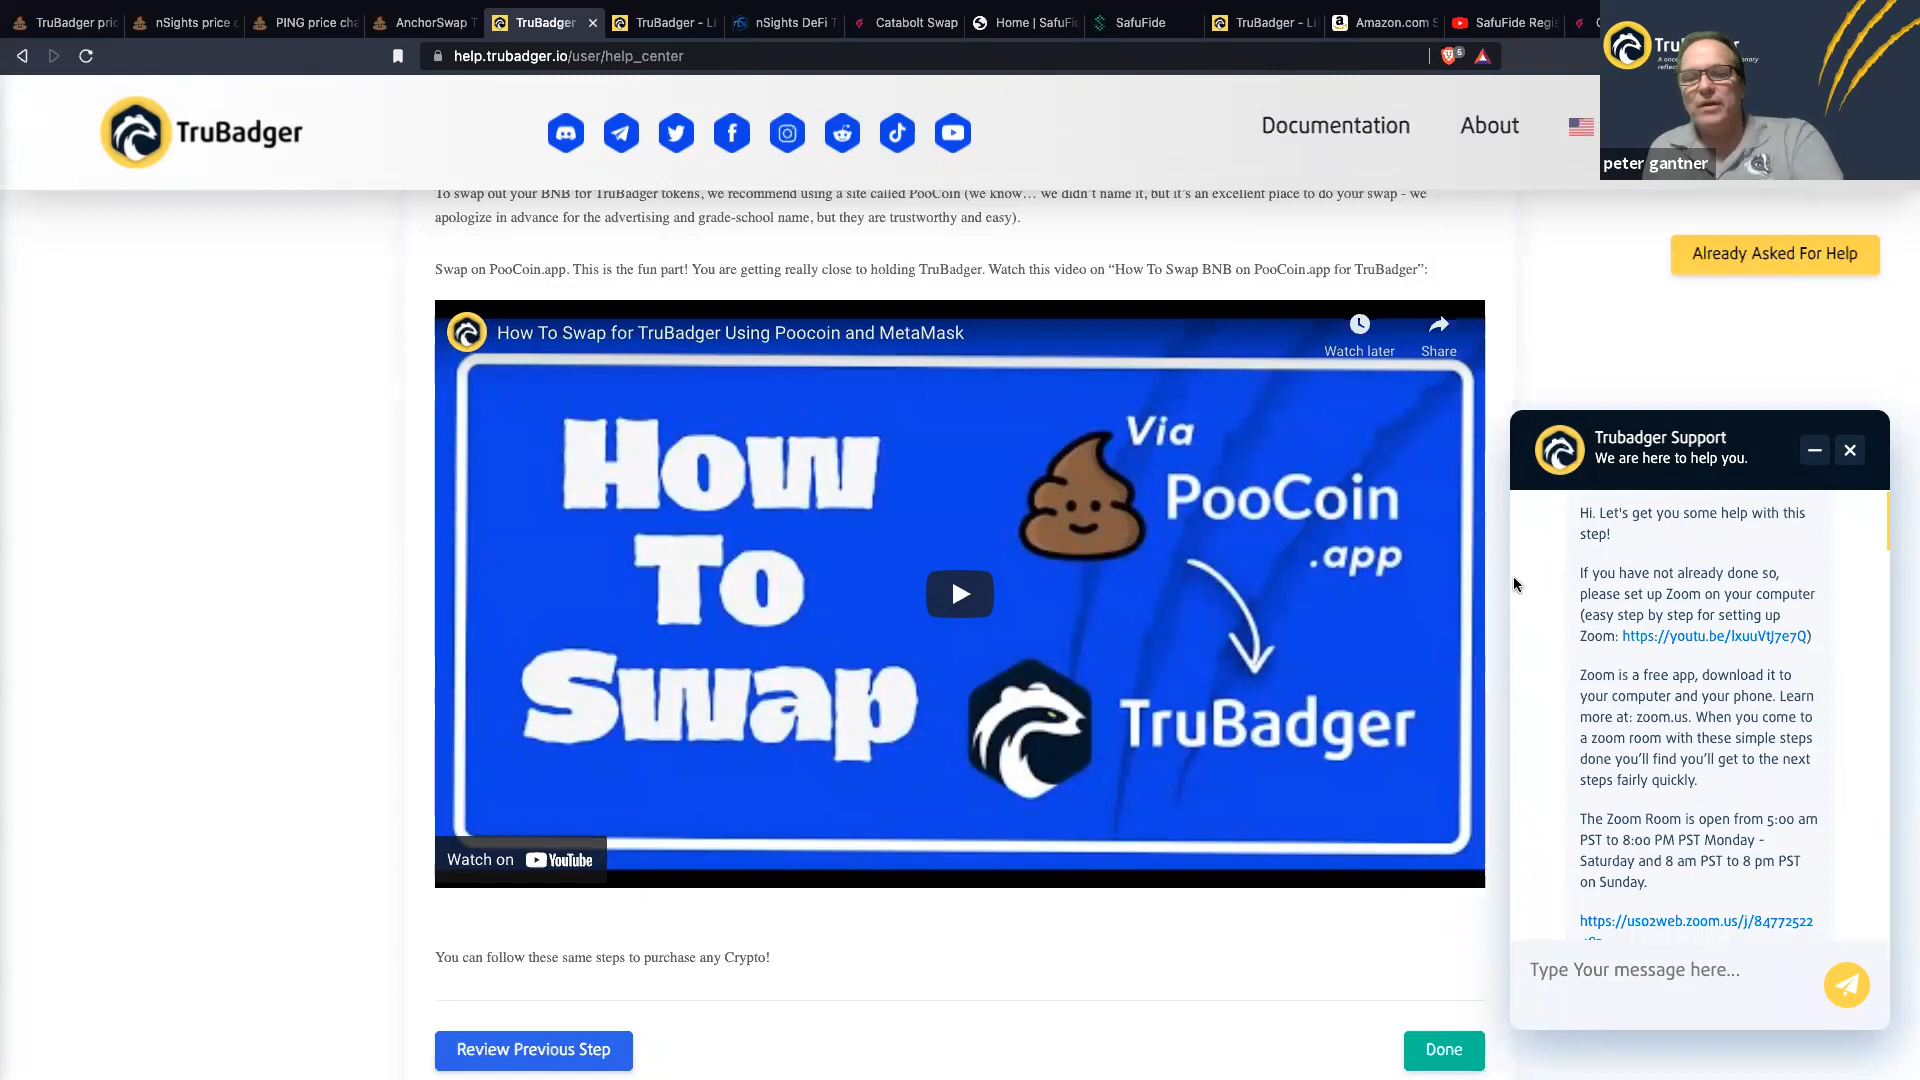 TruBadger pric
nSights price c
PING price cha
AnchorSwap T
TruBadger
TruBadger - Li
nSights DeFi T
Catabolt Swap
Home | SafuFi
SafuFide
TruBadger - Li
Amazon.com S
SafuFide Regi
help.trubadger.io/user/help_center
6
TruBadger
Documentation
About
peter gantner
To swap out your BNB for TruBadger tokens, we recommend using a site called PooCoin (we know… we didn't name it, but it's an excellent place to do your swap - we
apologize in advance for the advertising and grade-school name, but they are trustworthy and easy).
Already Asked For Help
Swap on PooCoin.app. This is the fun part! You are getting really close to holding TruBadger. Watch this video on “How To Swap BNB on PooCoin.app for TruBadger”:
How To Swap for TruBadger Using Poocoin and MetaMask
Watch later
Share
How
To
Swap
Via
PooCoin
.app
TruBadger
Watch on YouTube
You can follow these same steps to purchase any Crypto!
Review Previous Step
Done
Trubadger Support
We are here to help you.
Hi. Let's get you some help with this
step!
If you have not already done so,
please set up Zoom on your computer
(easy step by step for setting up
Zoom: https://youtu.be/lxuuVtJ7e7Q)
Zoom is a free app, download it to
your computer and your phone. Learn
more at: zoom.us. When you come to
a zoom room with these simple steps
done you’ll find you’ll get to the next
steps fairly quickly.
The Zoom Room is open from 5:00 am
PST to 8:00 PM PST Monday -
Saturday and 8 am PST to 8 pm PST
on Sunday.
https://us02web.zoom.us/j/84772522
Type Your message here...